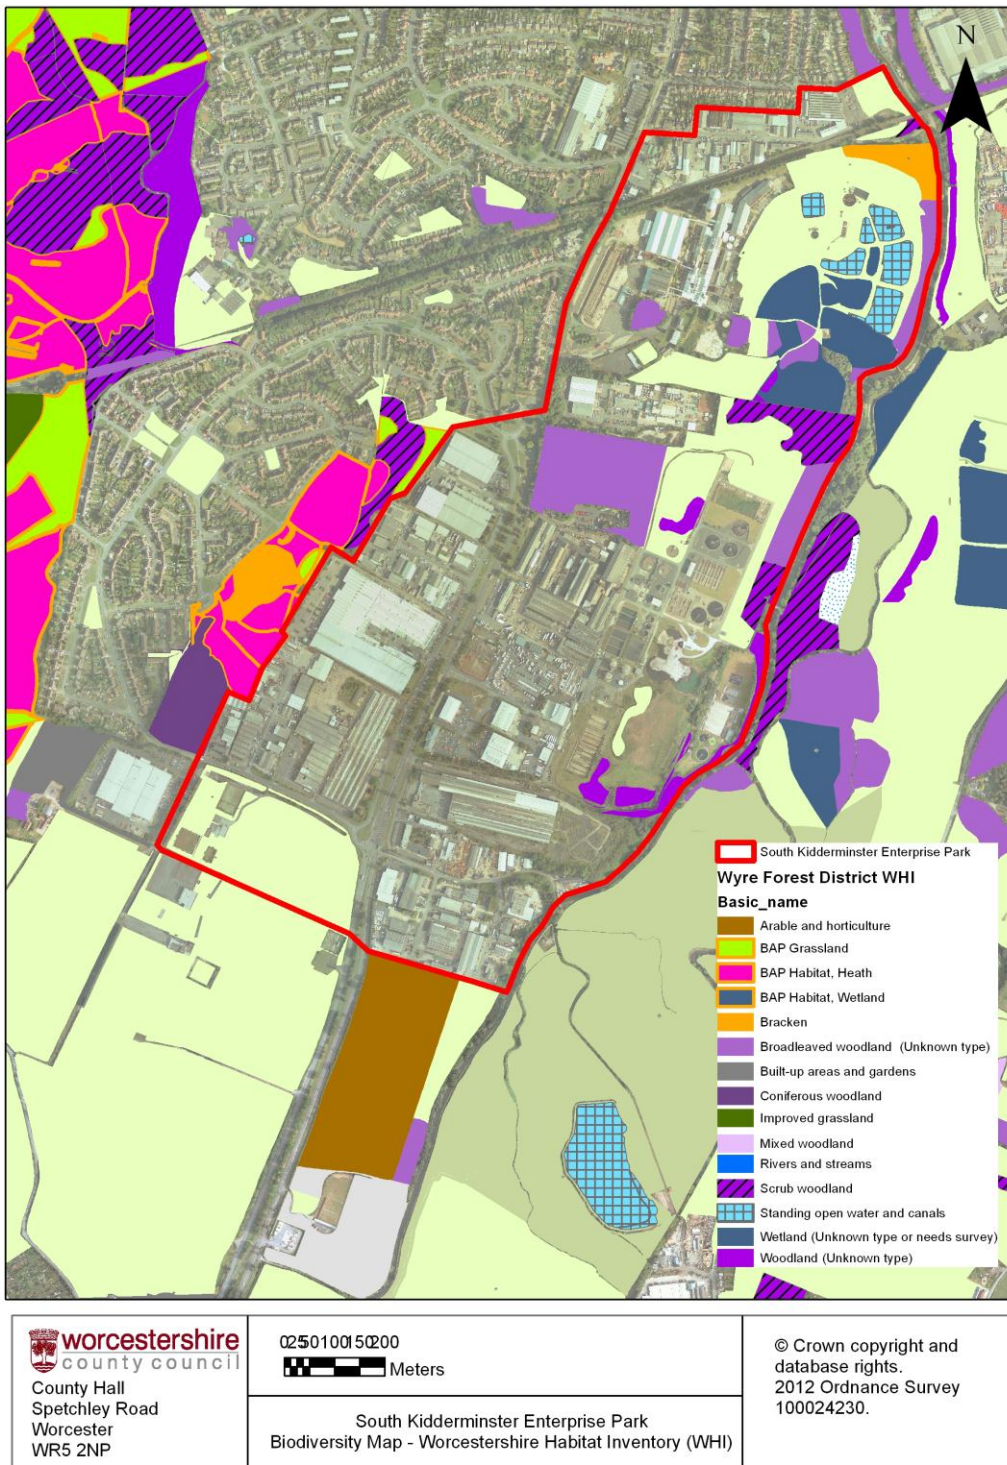 N
South Kidderminster Enterprise Park
Wyre Forest District WHI
Basic_name
Arable and horticulture
BAP Grassland
BAP Habitat, Heath
BAP Habitat, Wetland
Bracken
Broadleaved woodland (Unknown type)
Built-up areas and gardens
Coniferous woodland
Improved grassland
Mixed woodland
Rivers and streams
Scrub woodland
Standing open water and canals
Wetland (Unknown type or needs survey)
Woodland (Unknown type)
worcestershire
county council
County Hall
Spetchley Road
Worcester
WR5 2NP
0 25 50 100 150 200
Meters
South Kidderminster Enterprise Park
Biodiversity Map - Worcestershire Habitat Inventory (WHI)
© Crown copyright and
database rights.
2012 Ordnance Survey
100024230.